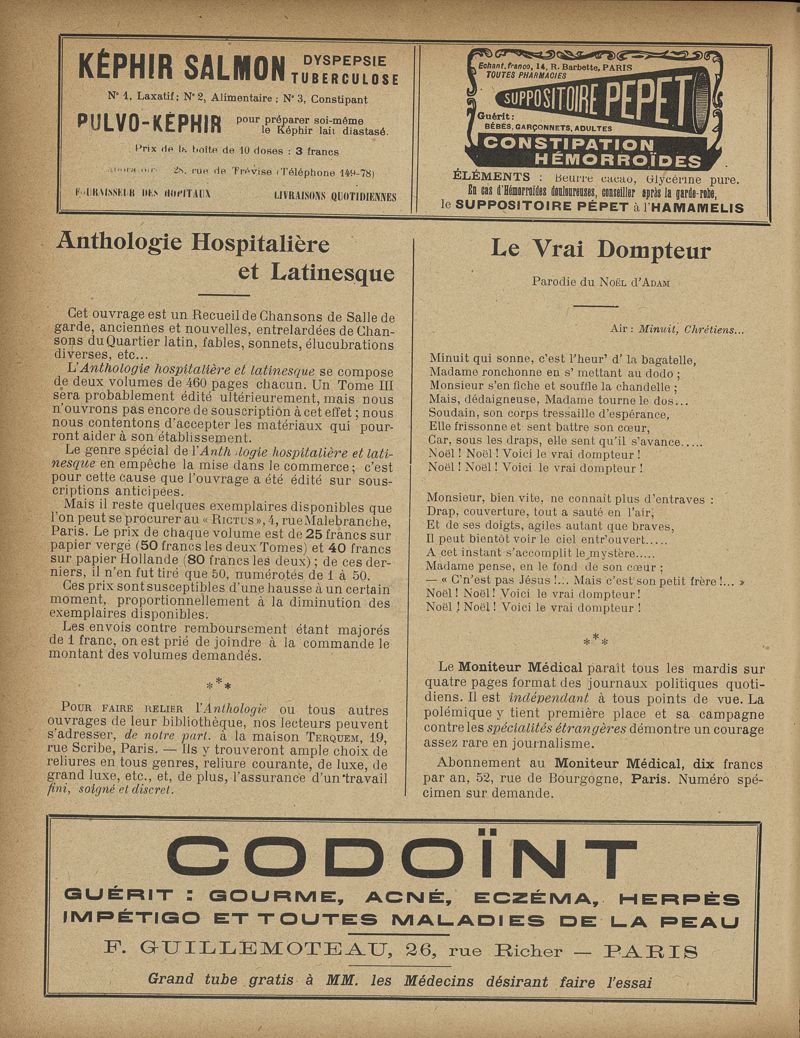 KÉPHIR SALMON DYSPEPSIE
TUBERCULOSE
N° 1, Laxatif; N° 2, Alimentaire; N° 3, Constipant
PULVO-KÉPHIR pour préparer soi-même
le Képhir lait diastasé.
Prix de la boîte de 10 doses : 3 francs
28, rue de Trévise (Téléphone 149-78)
FOURNISSEUR DES HOPITAUX LIVRAISONS QUOTIDIENNES
Echant. franco, 14, R. Barbette, PARIS
TOUTES PHARMACIES
SUPPOSITOIRE PÉPET
Guérit:
BÉBÉS, GARÇONNETS, ADULTES
CONSTIPATION
HÉMORROÏDES
ÉLÉMENTS : Beurre cacao, Glycérine pure.
En cas d'Hémorroïdes douloureuses, conseiller après la garde-robe,
le SUPPOSITOIRE PÉPET à l'HAMAMELIS
Anthologie Hospitalière
et Latinesque
Cet ouvrage est un Recueil de Chansons de Salle de
garde, anciennes et nouvelles, entrelardées de Chan-
sons du Quartier latin, fables, sonnets, élucubrations
diverses, etc...
L'Anthologie hospitalière et latinesque se compose
de deux volumes de 460 pages chacun. Un Tome III
sera probablement édité ultérieurement, mais nous
n'ouvrons pas encore de souscription à cet effet ; nous
nous contentons d'accepter les matériaux qui pour-
ront aider à son établissement.
Le genre spécial de l'Anthologie hospitalière et lati-
nesque en empêche la mise dans le commerce ; c'est
pour cette cause que l'ouvrage a été édité sur sous-
criptions anticipées.
Mais il reste quelques exemplaires disponibles que
l'on peut se procurer au « RICTUS », 4, rue Malebranche,
Paris. Le prix de chaque volume est de 25 francs sur
papier vergé (50 francs les deux Tomes) et 40 francs
sur papier Hollande (80 francs les deux) ; de ces der-
niers, il n'en fut tiré que 50, numérotés de 1 à 50.
Ces prix sont susceptibles d'une hausse à un certain
moment, proportionnellement à la diminution des
exemplaires disponibles.
Les envois contre remboursement étant majorés
de 1 franc, on est prié de joindre à la commande le
montant des volumes demandés.
***
POUR FAIRE RELIER l'Anthologie ou tous autres
ouvrages de leur bibliothèque, nos lecteurs peuvent
s'adresser, de notre part. à la maison TERQUEM, 19,
rue Scribe, Paris. — Ils y trouveront ample choix de
reliures en tous genres, reliure courante, de luxe, de
grand luxe, etc., et, de plus, l'assurance d'un travail
fini, soigné et discret.
Le Vrai Dompteur
Parodie du NOËL d'ADAM
Air : Minuit, Chrétiens...
Minuit qui sonne, c'est l'heur' d' la bagatelle,
Madame ronchonne en s' mettant au dodo ;
Monsieur s'en fiche et souffle la chandelle ;
Mais, dédaigneuse, Madame tourne le dos...
Soudain, son corps tressaille d'espérance,
Elle frissonne et sent battre son cœur,
Car, sous les draps, elle sent qu'il s'avance.....
Noël ! Noël ! Voici le vrai dompteur !
Noël ! Noël ! Voici le vrai dompteur !
Monsieur, bien vite, ne connait plus d'entraves :
Drap, couverture, tout a sauté en l'air,
Et de ses doigts, agiles autant que braves,
Il peut bientôt voir le ciel entr'ouvert.....
A cet instant s'accomplit le mystère.....
Madame pense, en le fond de son cœur ;
— « C'n'est pas Jésus !... Mais c'est son petit frère !... »
Noël ! Noël ! Voici le vrai dompteur !
Noël ! Noël ! Voici le vrai dompteur !
***
Le Moniteur Médical parait tous les mardis sur
quatre pages format des journaux politiques quoti-
diens. Il est indépendant à tous points de vue. La
polémique y tient première place et sa campagne
contre les spécialités étrangères démontre un courage
assez rare en journalisme.
Abonnement au Moniteur Médical, dix francs
par an, 52, rue de Bourgogne, Paris. Numéro spé-
cimen sur demande.
CODOÏNT
GUÉRIT : GOURME, ACNÉ, ECZÉMA, HERPÈS
IMPÉTIGO ET TOUTES MALADIES DE LA PEAU
F. GUILLEMOTEAU, 26, rue Richer — PARIS
Grand tube gratis à MM. les Médecins désirant faire l'essai